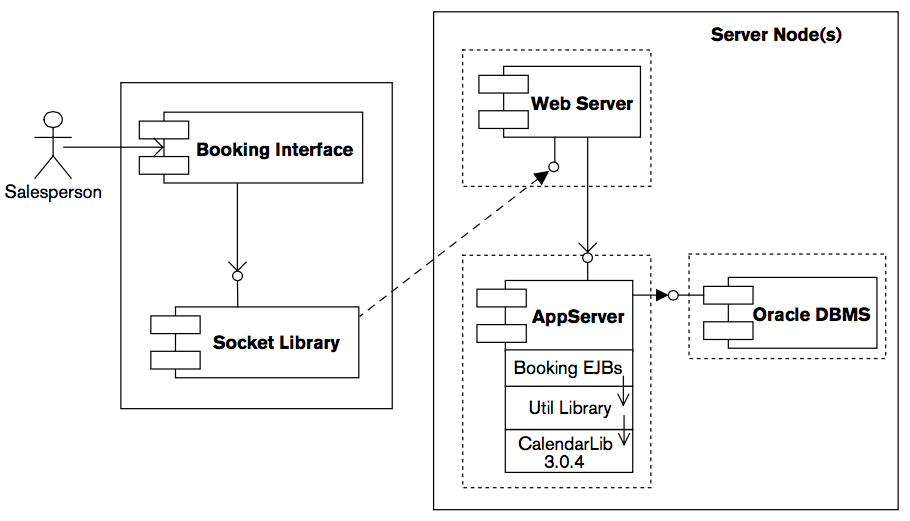 Server Node(s)
Web Server
Booking Interface
Salesperson
Socket Library
AppServer
Oracle DBMS
Booking EJBs
Util Library
CalendarLib
3.0.4